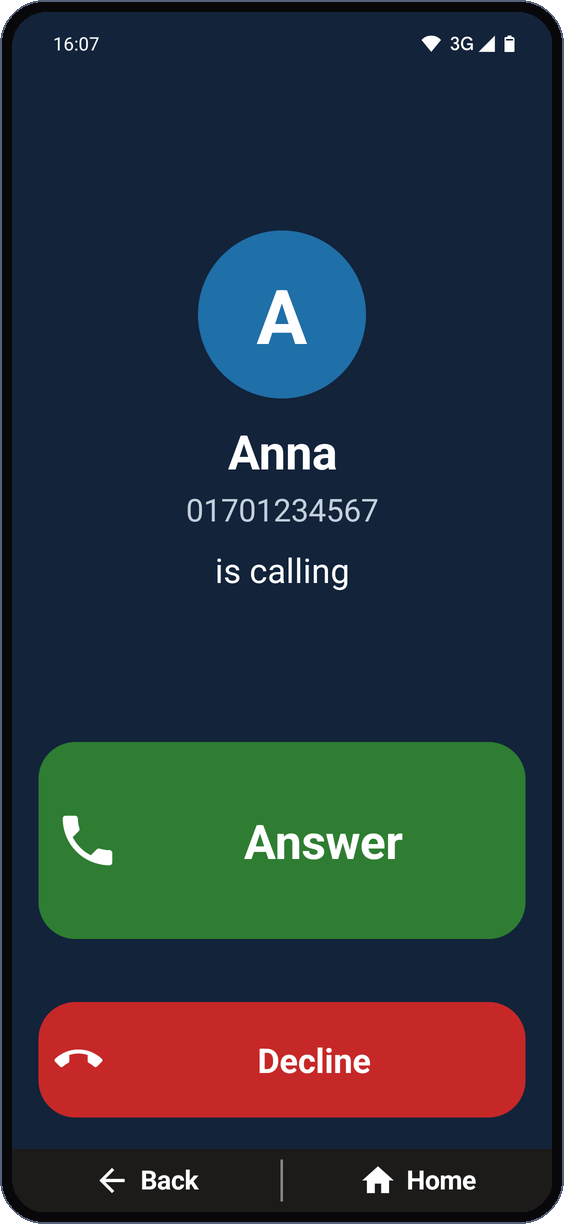 16:07 3G
A
Anna
01701234567
is calling
Answer
Decline
Back Home